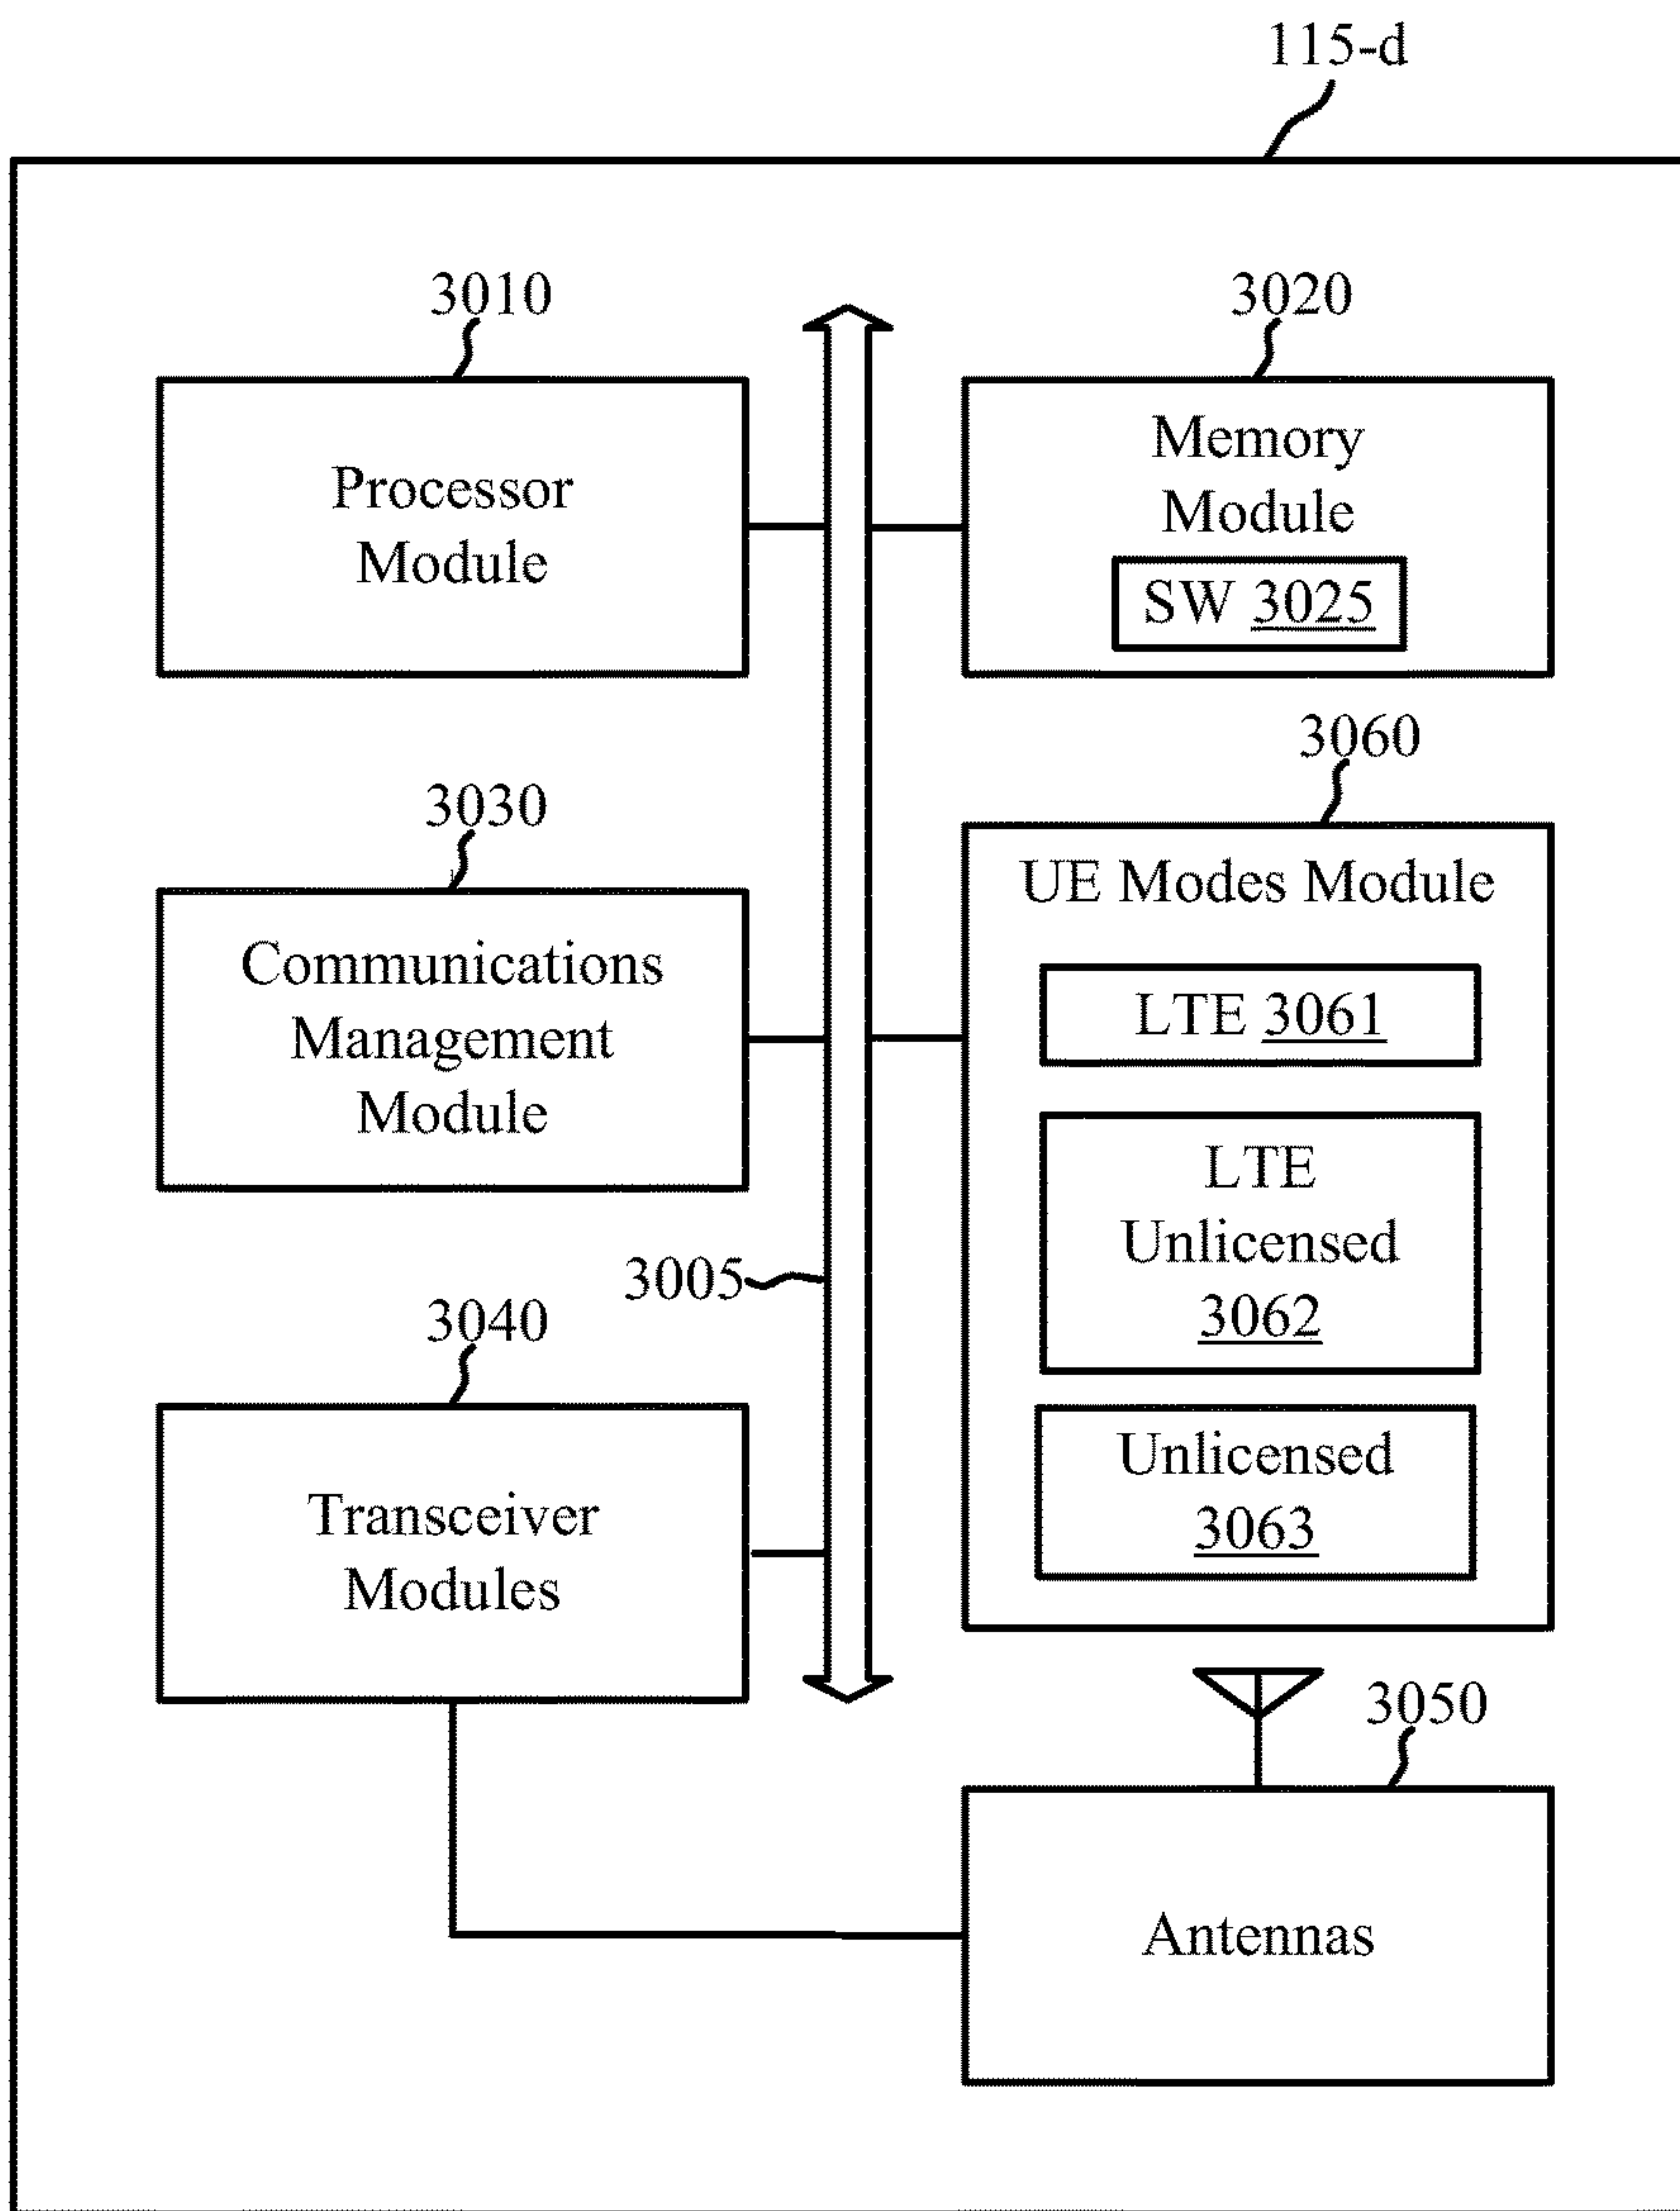 115-d
3010
3020
Processor
Module
Memory
Module
SW 3025
3030
3060
Communications
Management
Module
UE Modes Module
LTE 3061
LTE
Unlicensed
3062
3005
3040
Transceiver
Modules
Unlicensed
3063
3050
Antennas